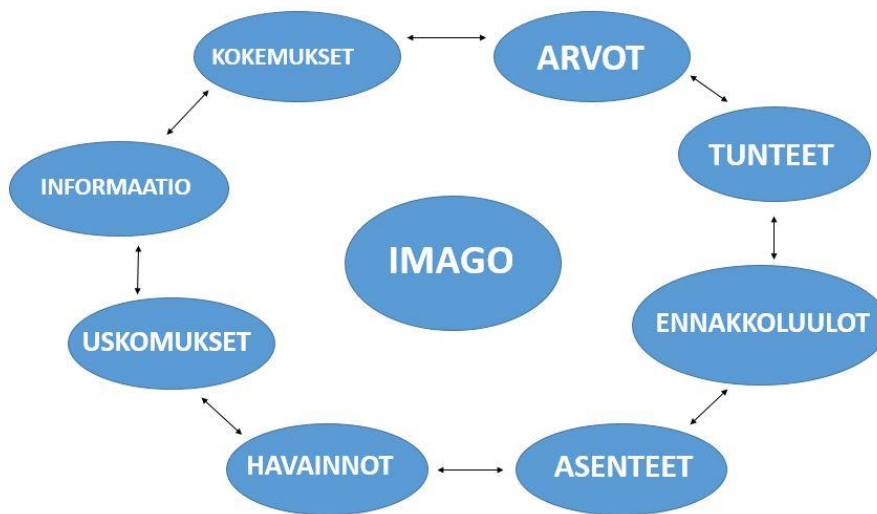 KOKEMUKSET
ARVOT
TUNTEET
INFORMAATIO
IMAGO
ENNAKKOLUULOT
USKOMUKSET
HAVAINNOT
ASENTEET